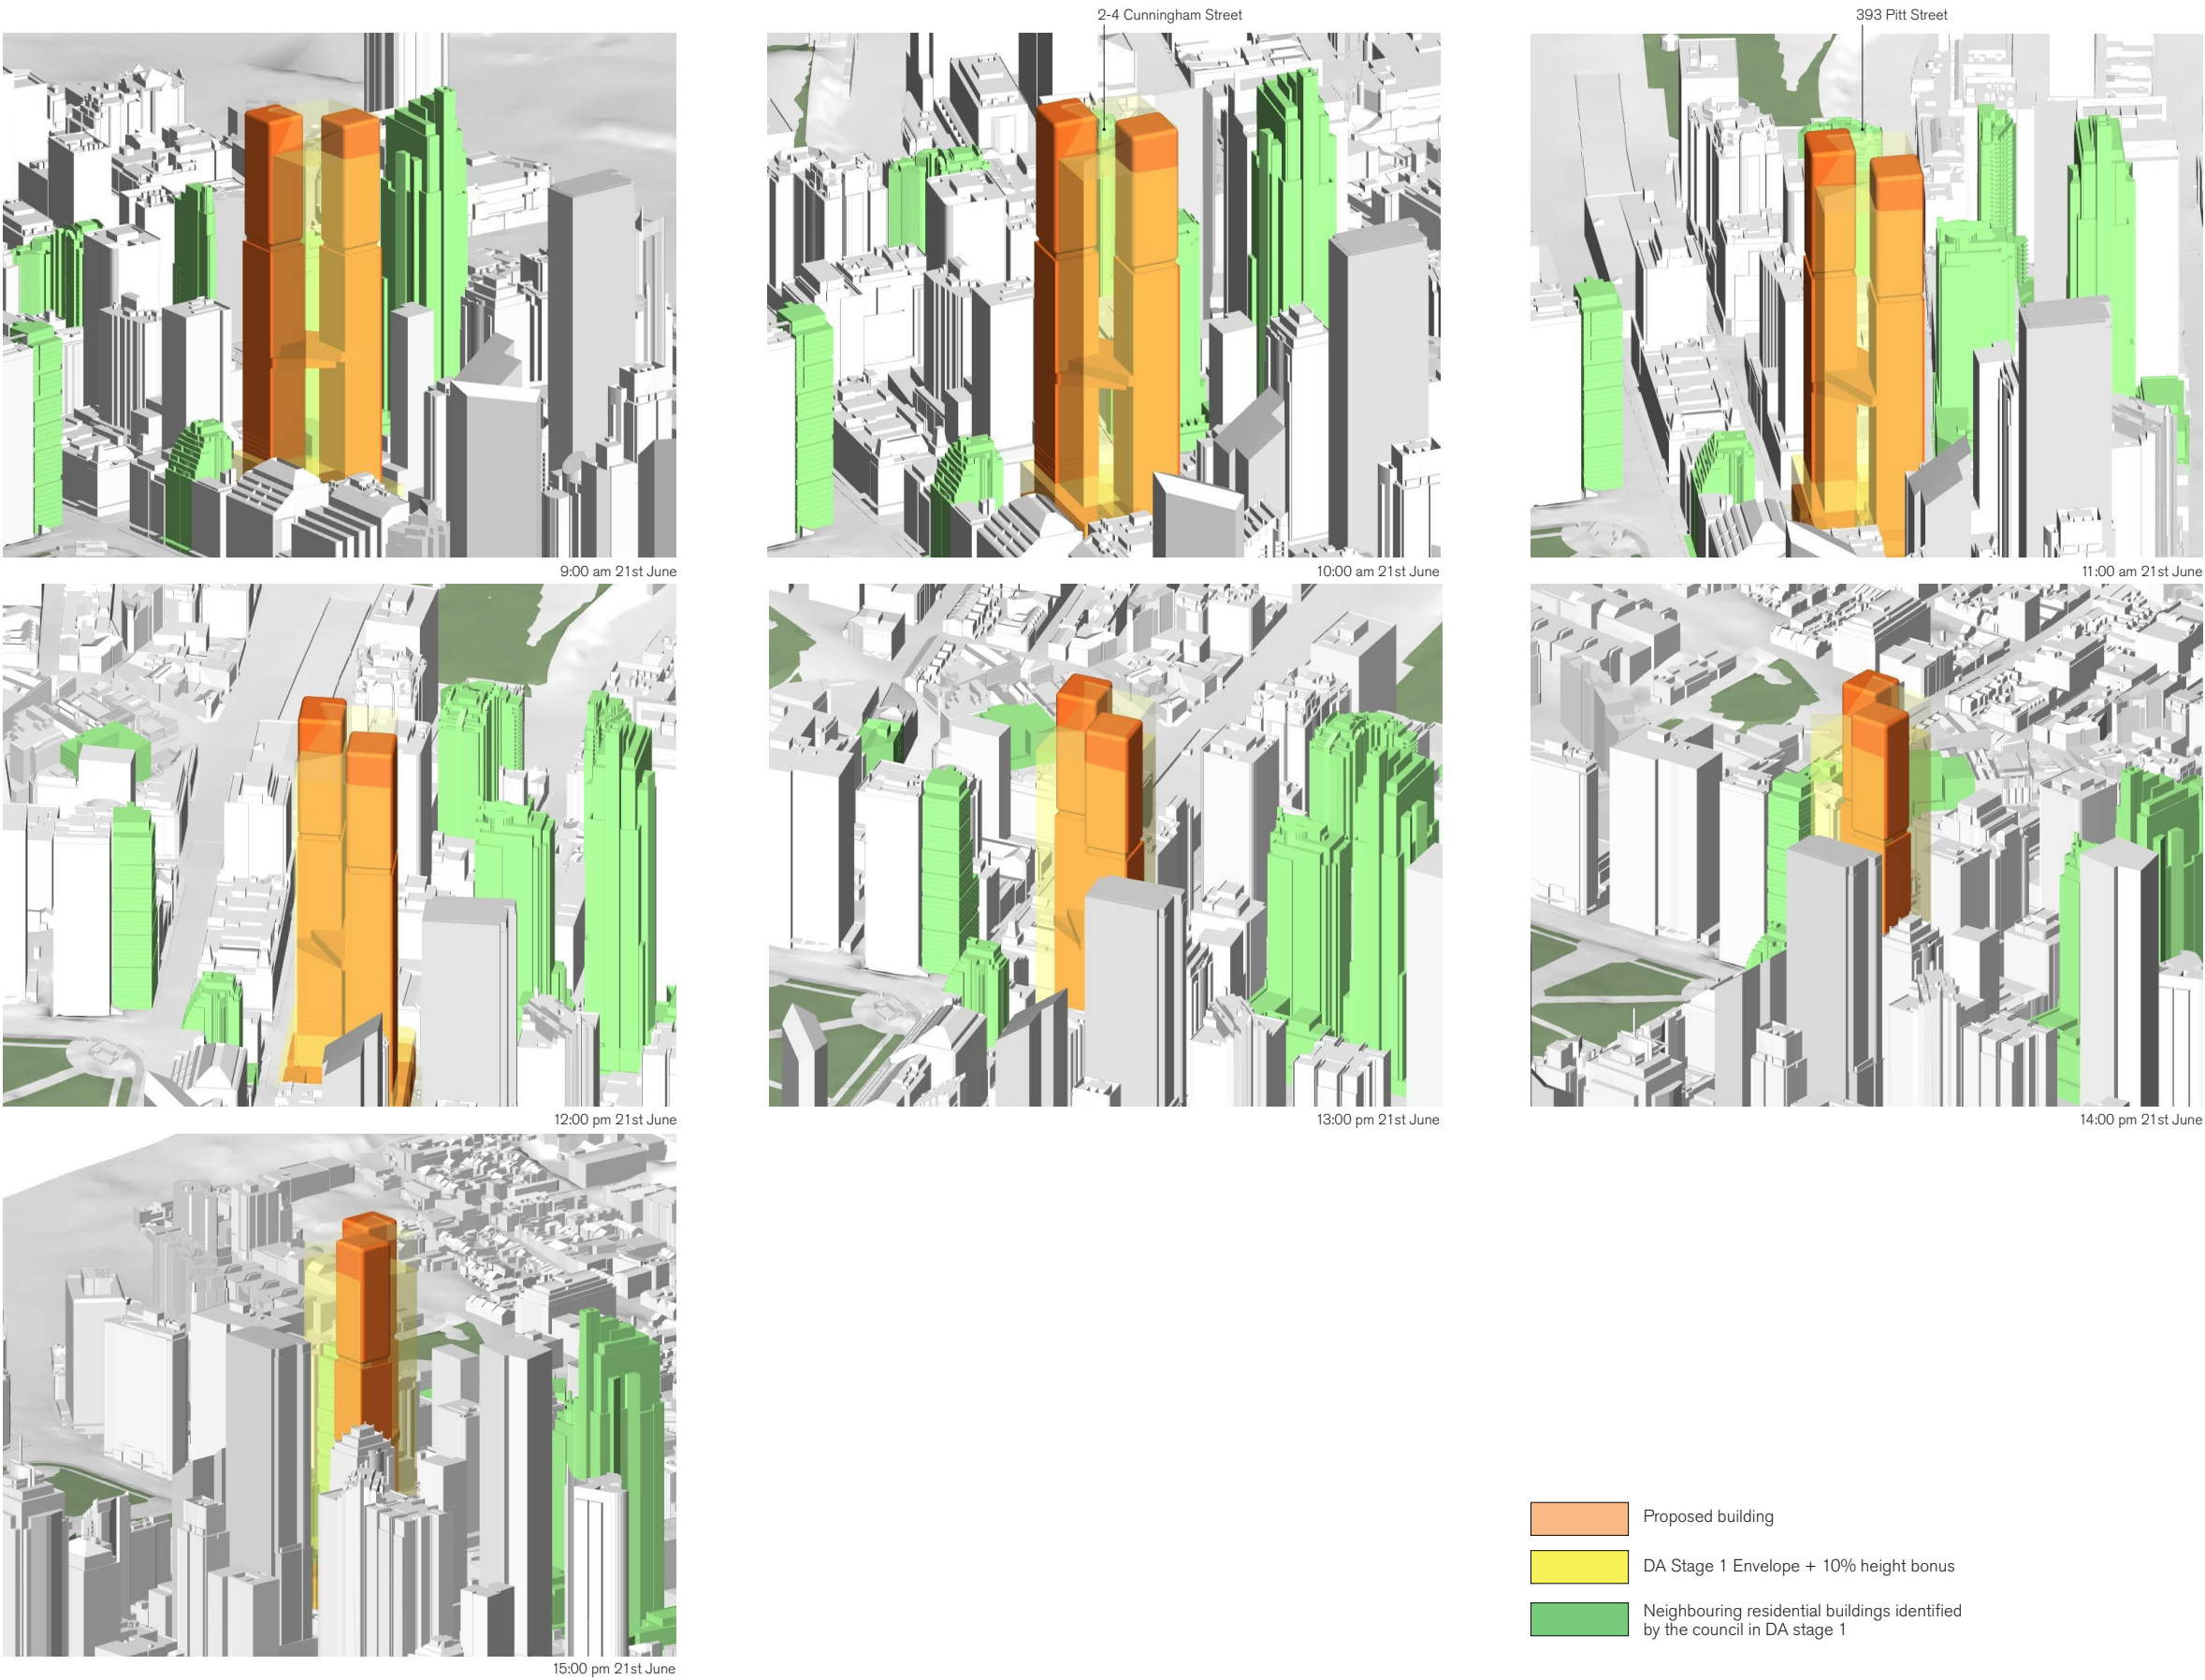 2-4 Cunningham Street
393 Pitt Street
9:00 am 21st June
10:00 am 21st June
11:00 am 21st June
12:00 pm 21st June
13:00 pm 21st June
14:00 pm 21st June
15:00 pm 21st June
Proposed building
DA Stage 1 Envelope + 10% height bonus
Neighbouring residential buildings identified
by the council in DA stage 1